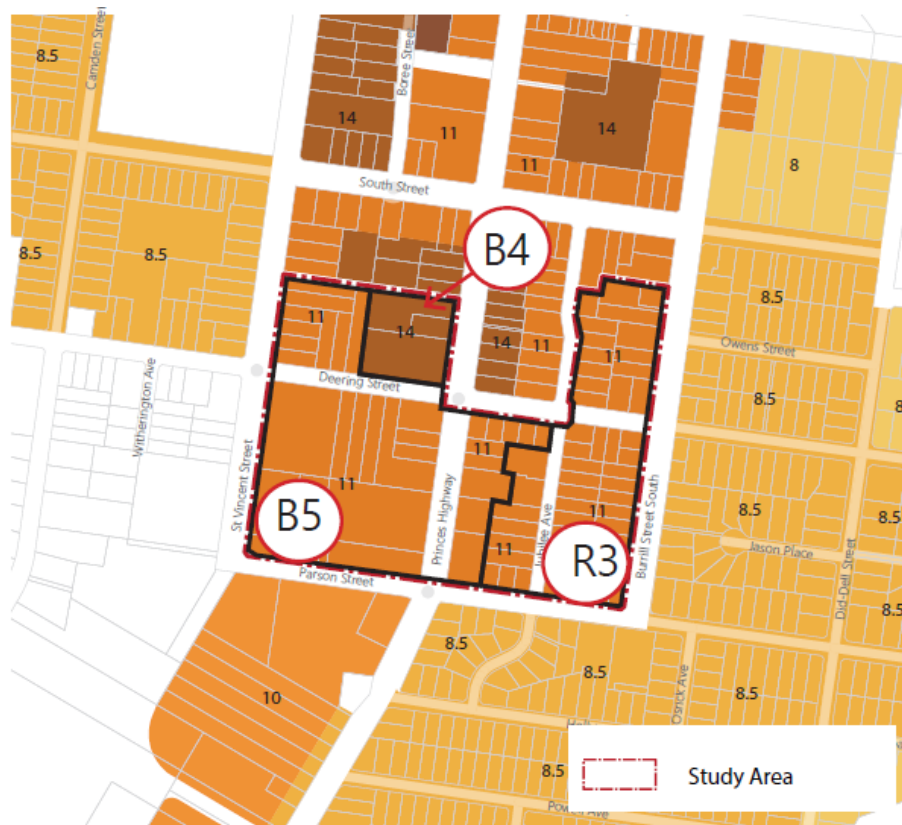 Camden Street
8.5
Boree Street
14
11
14
11
8
South Street
8.5
8.5
B4
8.5
11
14
14
11
11
Owens Street
Deering Street
8.5
8
Witherington Ave
St Vincent Street
11
11
Princes Highway
B5
11
Jubilee Ave
11
R3
Burrill Street South
8.5
8.5
Jason Place
Did-Dell Street
Parson Street
8.5
8.5
8.5
8.5
Osrick Ave
10
8.5
Study Area